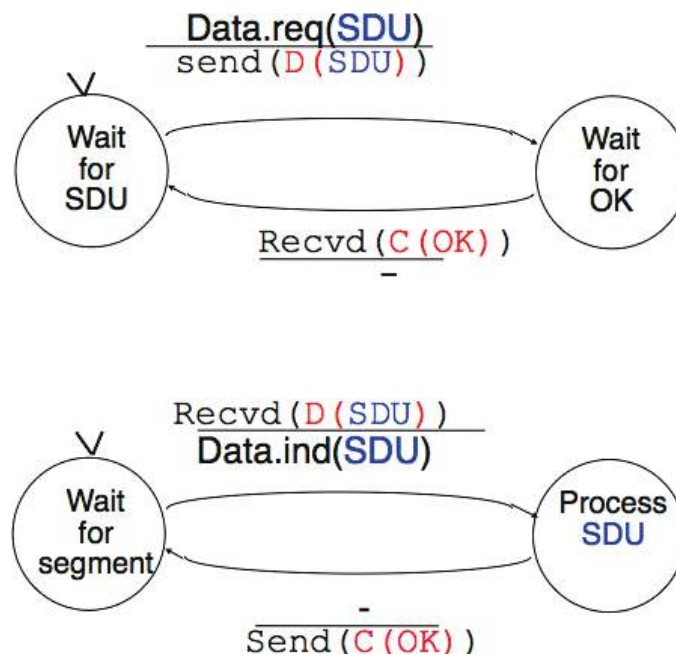 Data.req(SDU)
send(D(SDU))
Wait
for
SDU
Wait
for
OK
Recvd(C(OK))
-
Recvd(D(SDU))
Data.ind(SDU)
Wait
for
segment
Process
SDU
-
Send(C(OK))